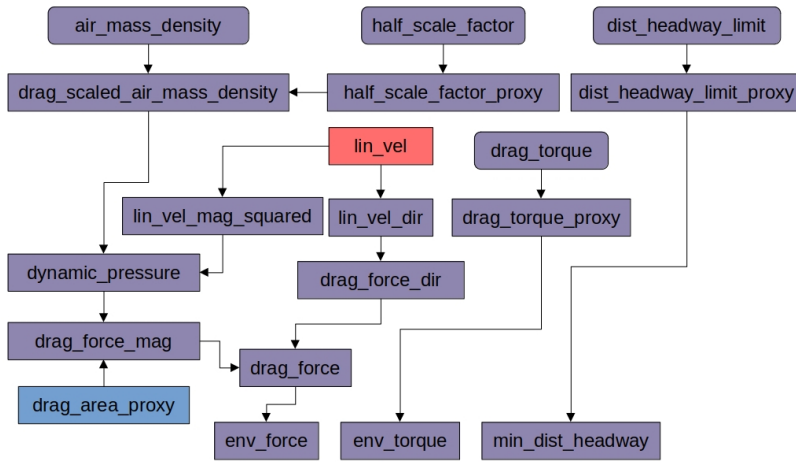 air_mass_density
half_scale_factor
dist_headway_limit
drag_scaled_air_mass_density
half_scale_factor_proxy
dist_headway_limit_proxy
lin_vel
drag_torque
lin_vel_mag_squared
lin_vel_dir
drag_torque_proxy
dynamic_pressure
drag_force_dir
drag_force_mag
drag_force
drag_area_proxy
env_force
env_torque
min_dist_headway